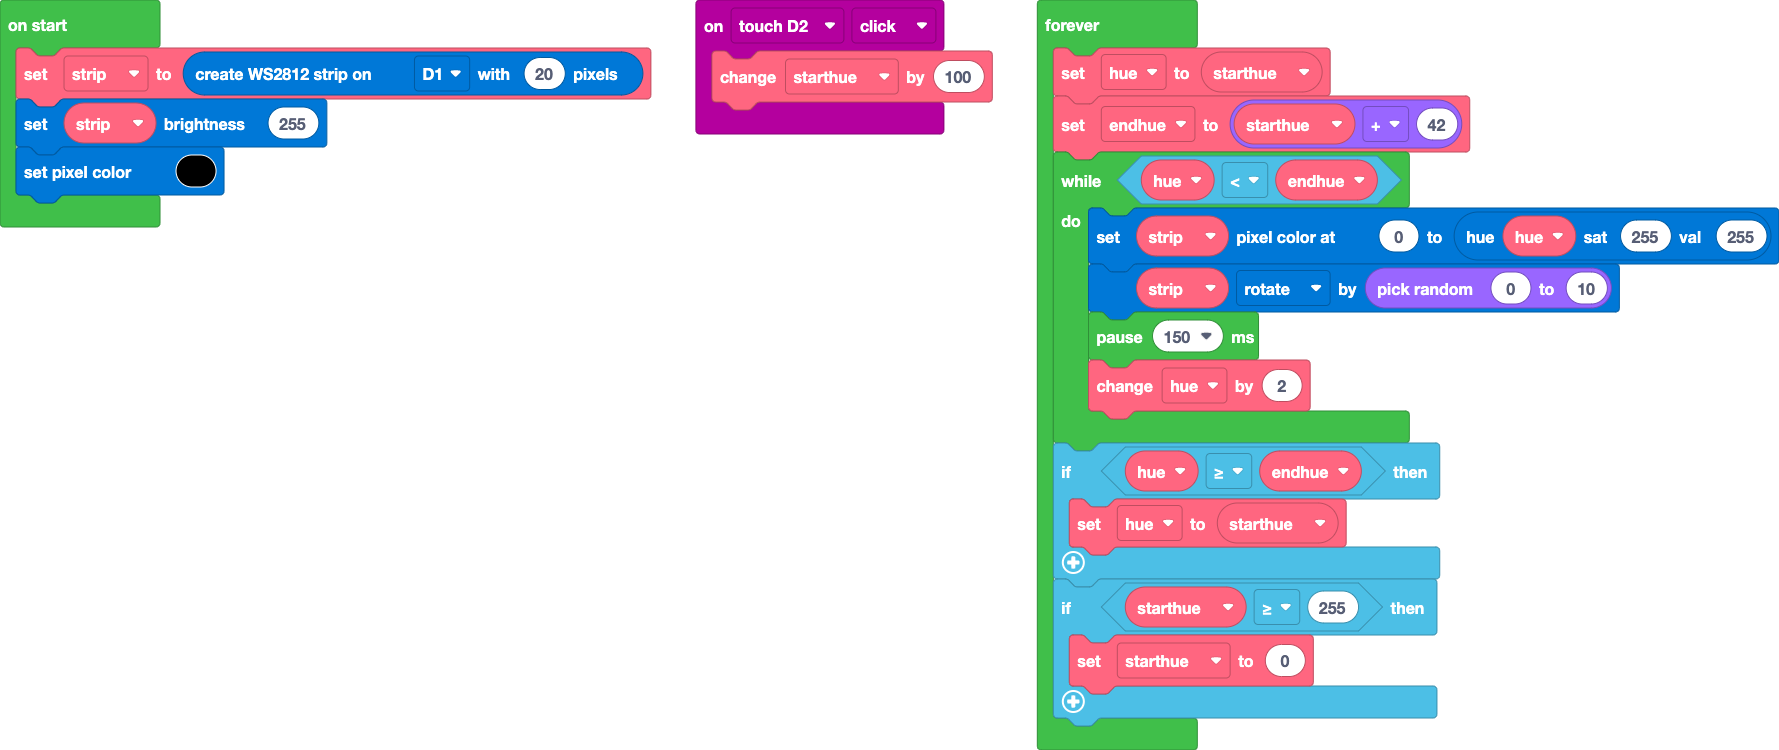 on start
set strip to create WS2812 strip on D1 with 20 pixels
set strip brightness 255
set pixel color
on touch D2 click
change starthue by 100
forever
set hue to starthue
set endhue to starthue + 42
while hue < endhue
do
set strip pixel color at 0 to hue hue sat 255 val 255
strip rotate by pick random 0 to 10
pause 150 ms
change hue by 2
if hue ≥ endhue then
set hue to starthue
if starthue ≥ 255 then
set starthue to 0